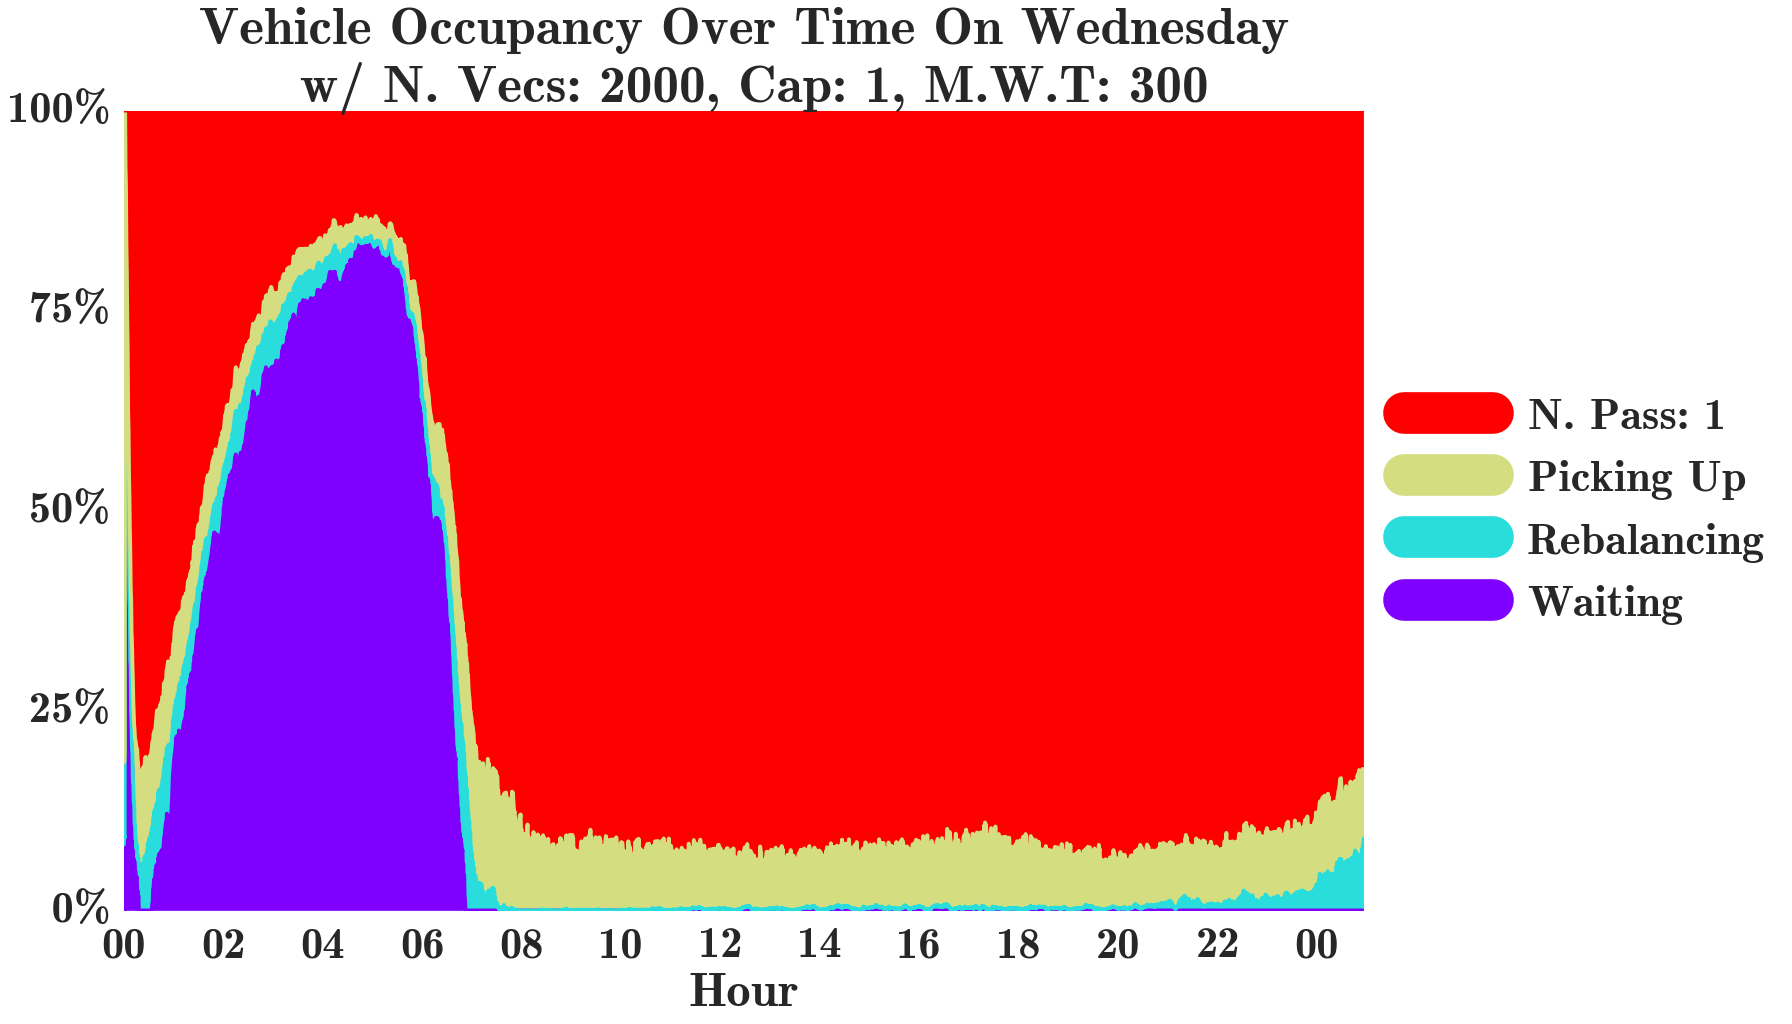 Vehicle Occupancy Over Time On Wednesday
w/ N. Vecs: 2000, Cap: 1, M.W.T: 300
100%
75%
50%
25%
0%
00 02 04 06 08 10 12 14 16 18 20 22 00
Hour
N. Pass: 1
Picking Up
Rebalancing
Waiting